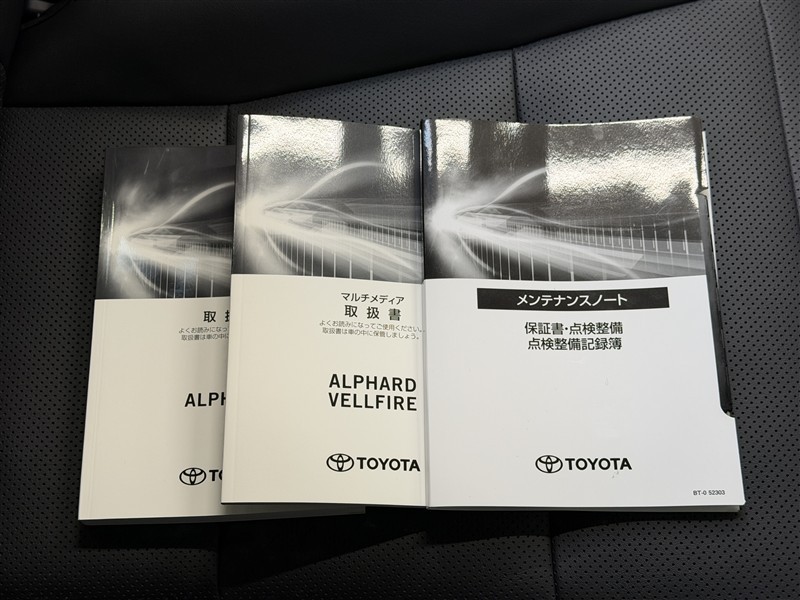 取
よくお読みになっ
取扱書は車の中に
ALPH
マルチメディア
取扱書
よくお読みになってご使用ください。
取扱書は車の中に保管しましょう。
ALPHARD
VELLFIRE
TOYOTA
メンテナンスノート
保証書・点検整備
点検整備記録簿
TOYOTA
BT-0 52303